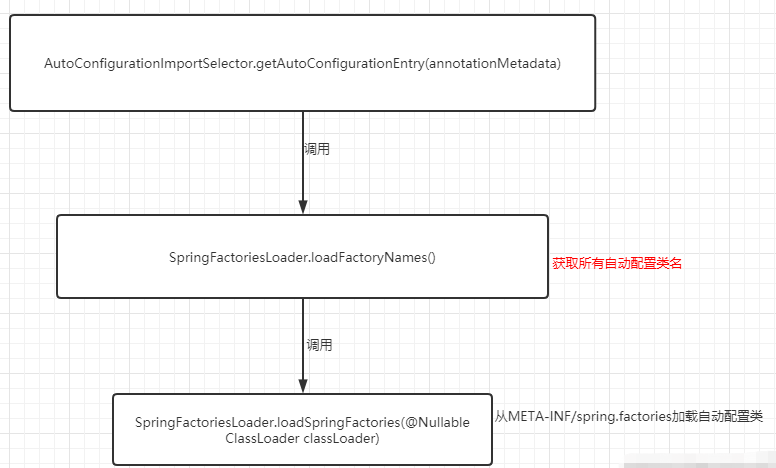 AutoConfigurationImportSelector.getAutoConfigurationEntry(annotationMetadata)
调用
SpringFactoriesLoader.loadFactoryNames()
获取所有自动配置类名
调用
SpringFactoriesLoader.loadSpringFactories(@Nullable
ClassLoader classLoader)
从META-INF/spring.factories加载自动配置类